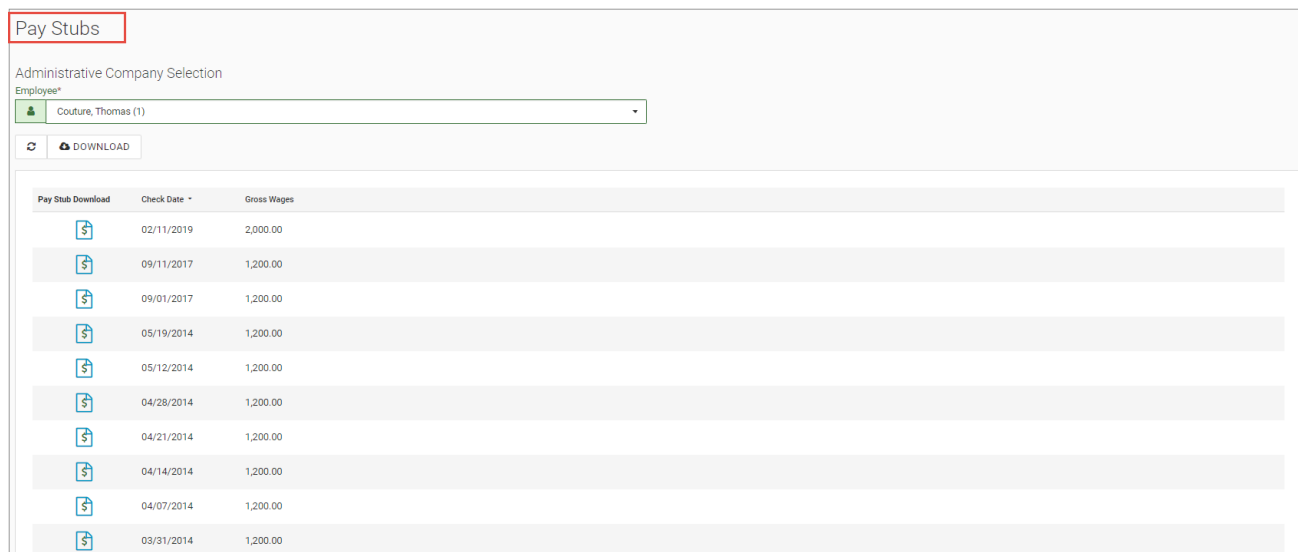 Pay Stubs
Administrative Company Selection
Employee*
Couture, Thomas (1)
DOWNLOAD
Pay Stub Download Check Date Gross Wages
$ 02/11/2019 2,000.00
$ 09/11/2017 1,200.00
$ 09/01/2017 1,200.00
$ 05/19/2014 1,200.00
$ 05/12/2014 1,200.00
$ 04/28/2014 1,200.00
$ 04/21/2014 1,200.00
$ 04/14/2014 1,200.00
$ 04/07/2014 1,200.00
$ 03/31/2014 1,200.00